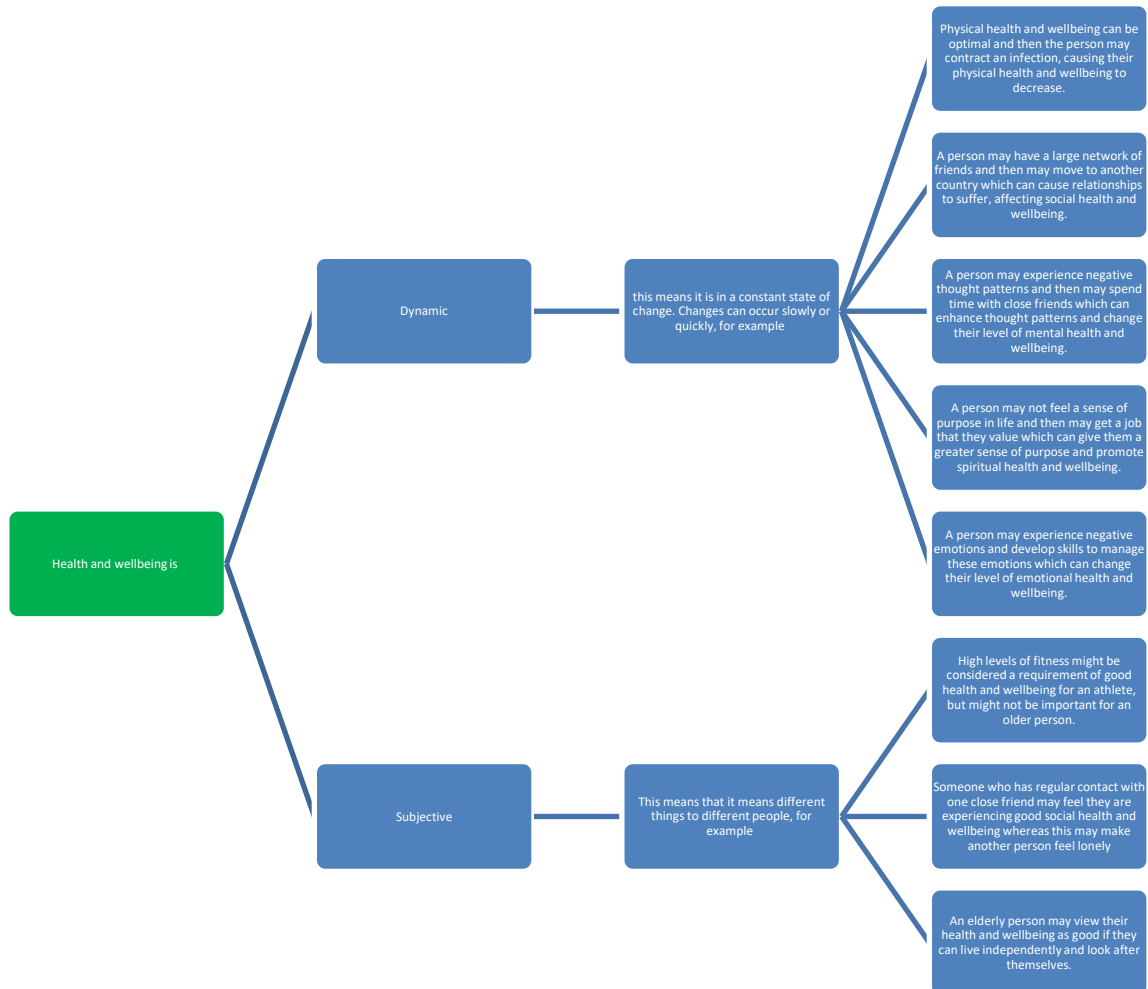 Health and wellbeing is
Dynamic
this means it is in a constant state of
change. Changes can occur slowly or
quickly, for example
Physical health and wellbeing can be
optimal and then the person may
contract an infection, causing their
physical health and wellbeing to
decrease.
A person may have a large network of
friends and then may move to another
country which can cause relationships
to suffer, affecting social health and
wellbeing.
A person may experience negative
thought patterns and then may spend
time with close friends which can
enhance thought patterns and change
their level of mental health and
wellbeing.
A person may not feel a sense of
purpose in life and then may get a job
that they value which can give them a
greater sense of purpose and promote
spiritual health and wellbeing.
A person may experience negative
emotions and develop skills to manage
these emotions which can change
their level of emotional health and
wellbeing.
Subjective
This means that it means different
things to different people, for
example
High levels of fitness might be
considered a requirement of good
health and wellbeing for an athlete,
but might not be important for an
older person.
Someone who has regular contact with
one close friend may feel they are
experiencing good social health and
wellbeing whereas this may make
another person feel lonely
An elderly person may view their
health and wellbeing as good if they
can live independently and look after
themselves.